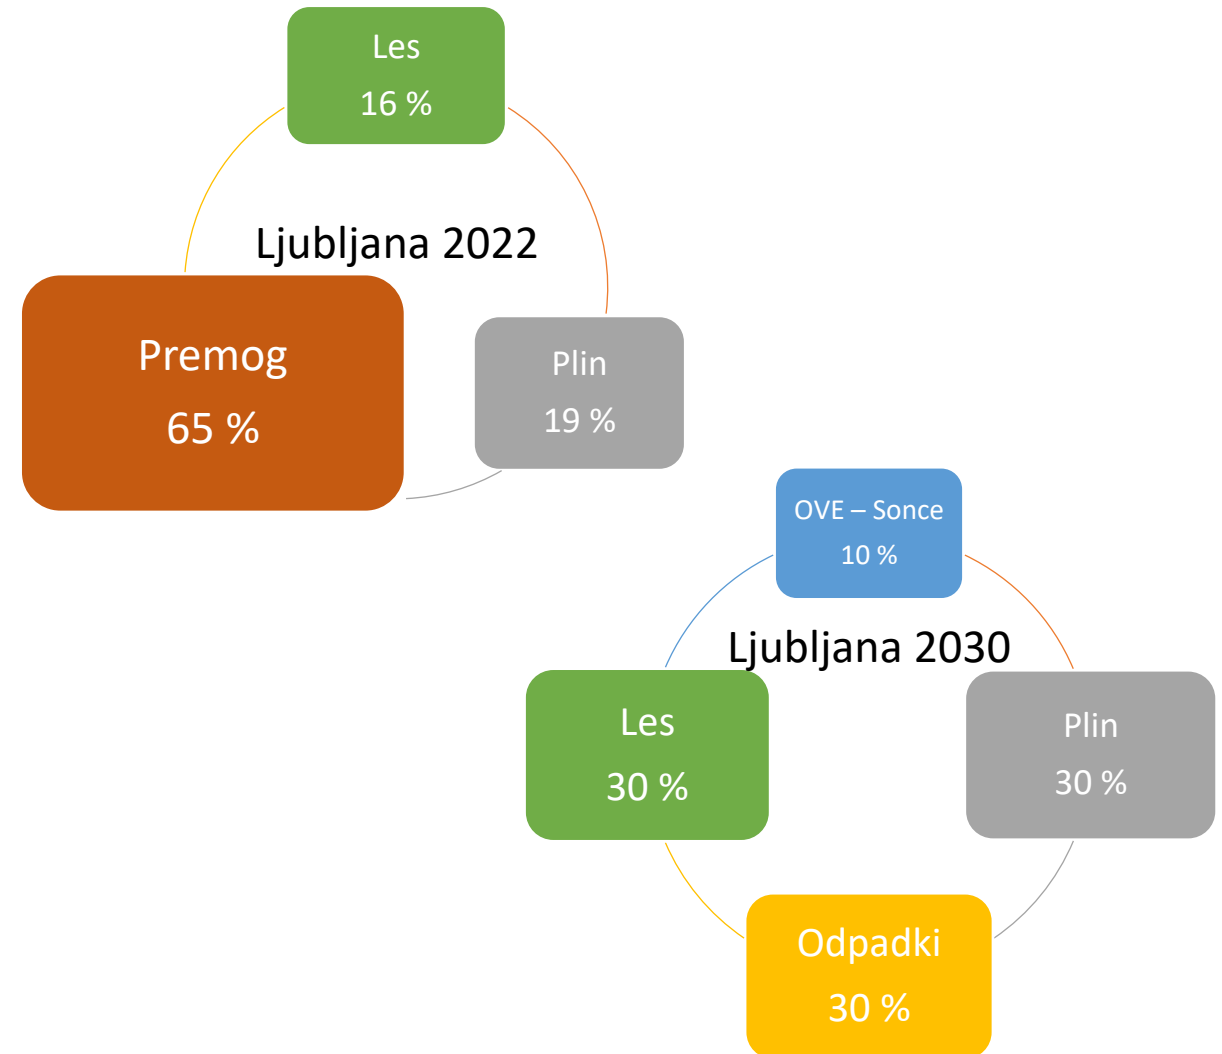 Les
16 %
Ljubljana 2022
Premog
65 %
Plin
19 %
OVE – Sonce
10 %
Ljubljana 2030
Les
30 %
Plin
30 %
Odpadki
30 %